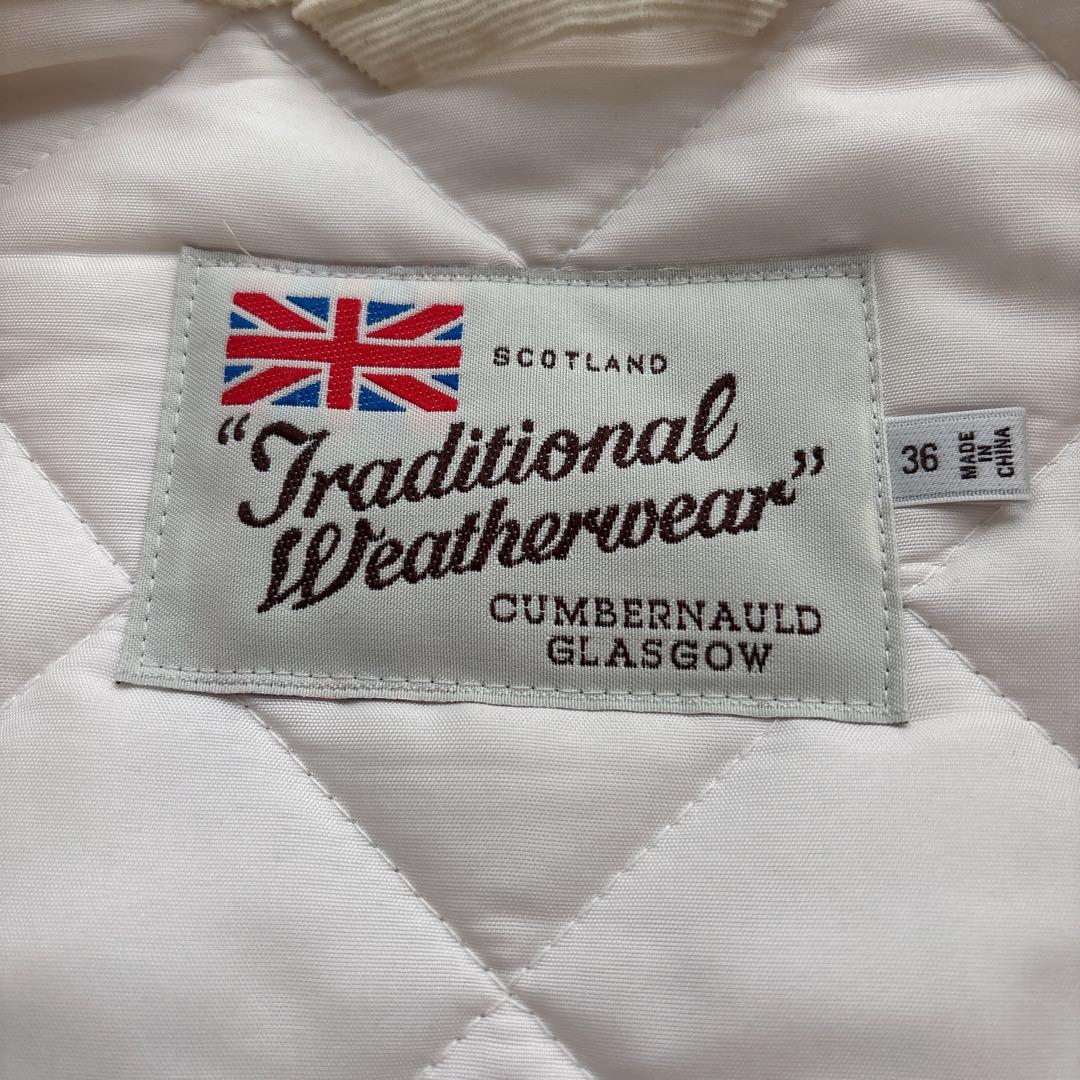 SCOTLAND
"Traditional
Weatherwear"
CUMBERNAULD
GLASGOW
36
MADE
IN
CHINA